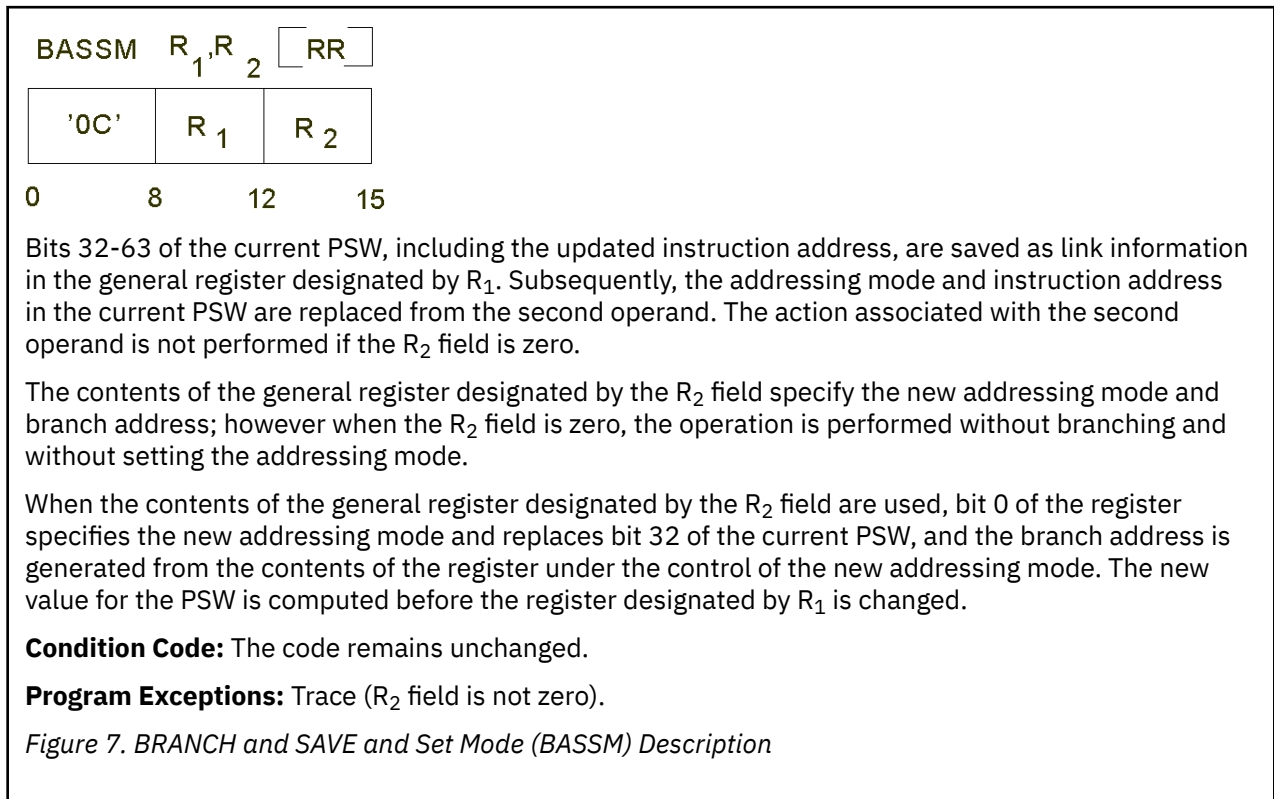 BASSM R1,R2 [RR]
'0C' R1 R2
0 8 12 15
Bits 32-63 of the current PSW, including the updated instruction address, are saved as link information
in the general register designated by R1. Subsequently, the addressing mode and instruction address
in the current PSW are replaced from the second operand. The action associated with the second
operand is not performed if the R2 field is zero.
The contents of the general register designated by the R2 field specify the new addressing mode and
branch address; however when the R2 field is zero, the operation is performed without branching and
without setting the addressing mode.
When the contents of the general register designated by the R2 field are used, bit 0 of the register
specifies the new addressing mode and replaces bit 32 of the current PSW, and the branch address is
generated from the contents of the register under the control of the new addressing mode. The new
value for the PSW is computed before the register designated by R1 is changed.
Condition Code: The code remains unchanged.
Program Exceptions: Trace (R2 field is not zero).
Figure 7. BRANCH and SAVE and Set Mode (BASSM) Description